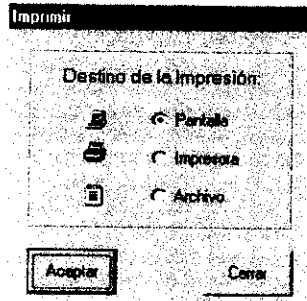 Imprimir
Destino de la Impresión:
Pantalla
Impresora
Archivo
Aceptar
Cerrar